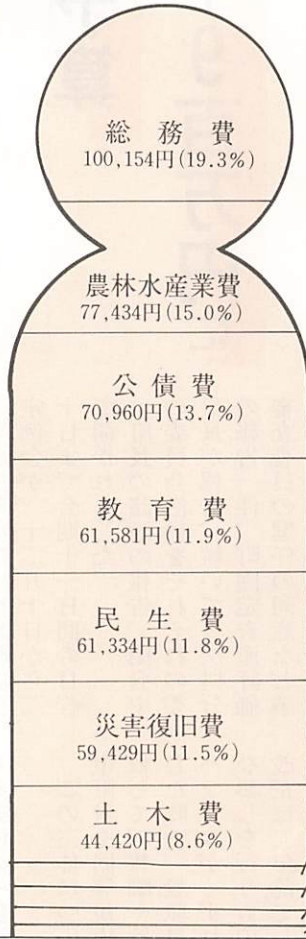 総務費
100,154円(19.3%)
農林水産業費
77,434円(15.0%)
公債費
70,960円(13.7%)
教育費
61,581円(11.9%)
民生費
61,334円(11.8%)
災害復旧費
59,429円(11.5%)
土木費
44,420円(8.6%)